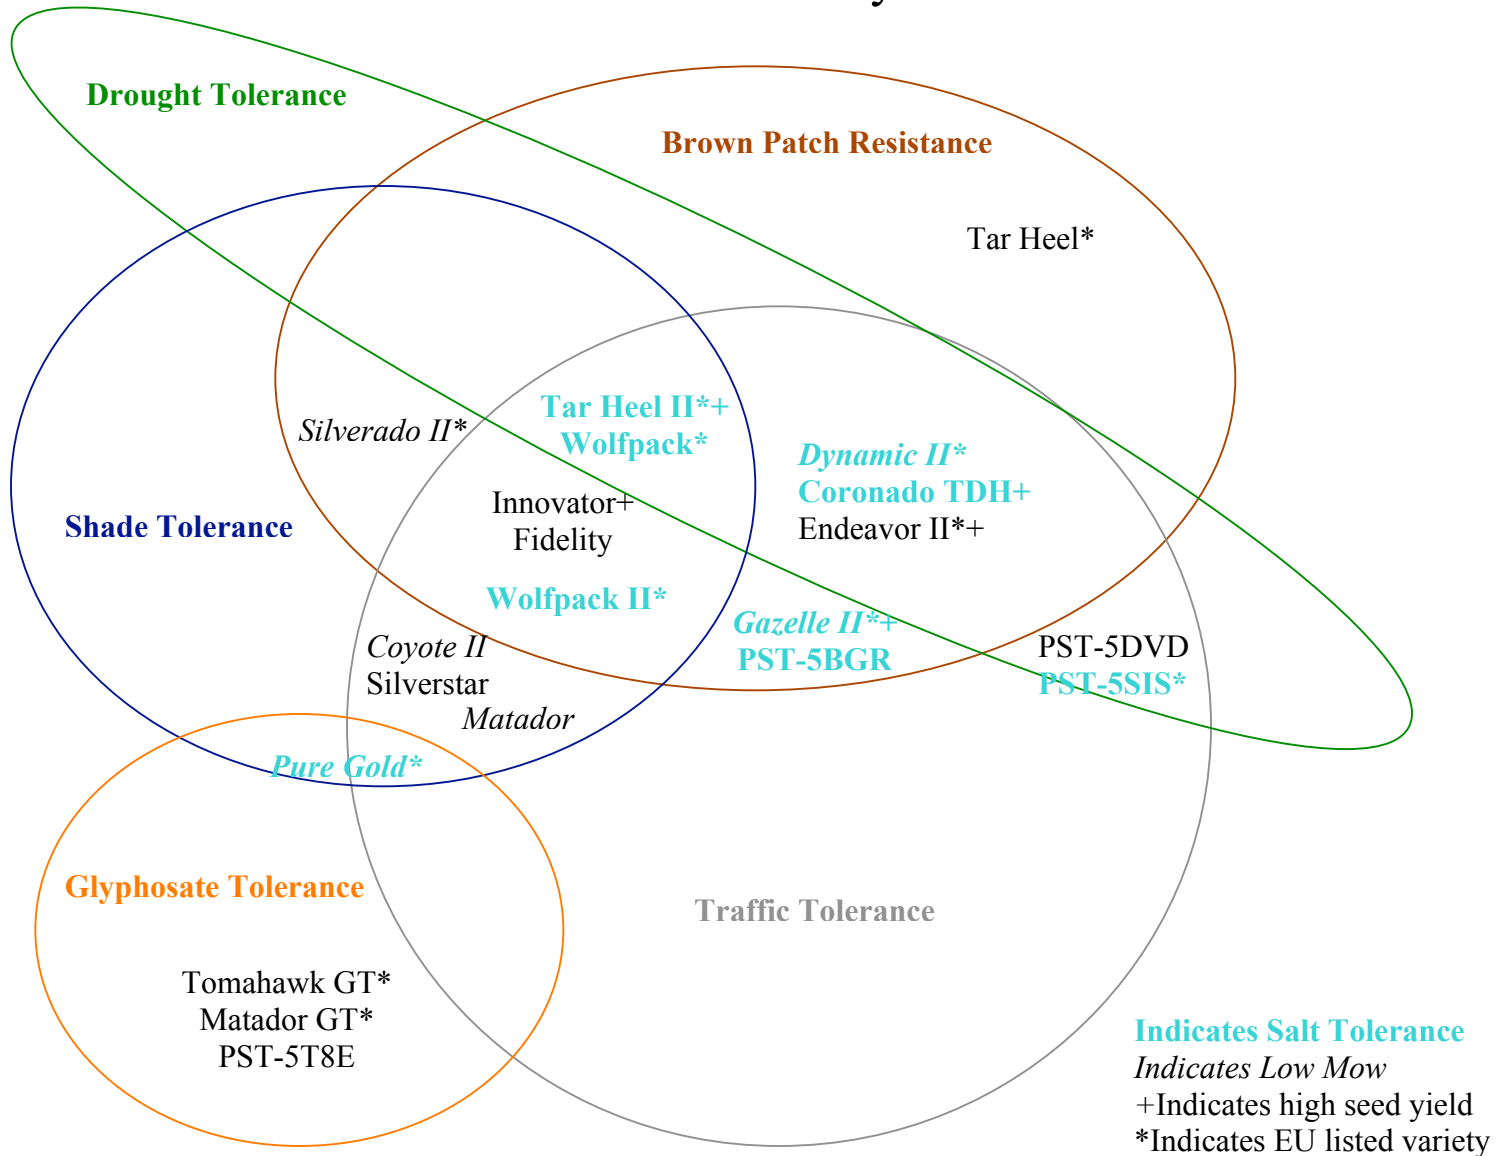 Drought Tolerance
Brown Patch Resistance
Tar Heel*
Tar Heel II*+
Wolfpack*
Silverado II*
Dynamic II*
Coronado TDH+
Endeavor II*+
Innovator+
Fidelity
Shade Tolerance
Wolfpack II*
Gazelle II*+
PST-5BGR
Coyote II
Silverstar
Matador
PST-5DVD
PST-5SIS*
Pure Gold*
Glyphosate Tolerance
Traffic Tolerance
Tomahawk GT*
Matador GT*
PST-5T8E
Indicates Salt Tolerance
Indicates Low Mow
+Indicates high seed yield
*Indicates EU listed variety